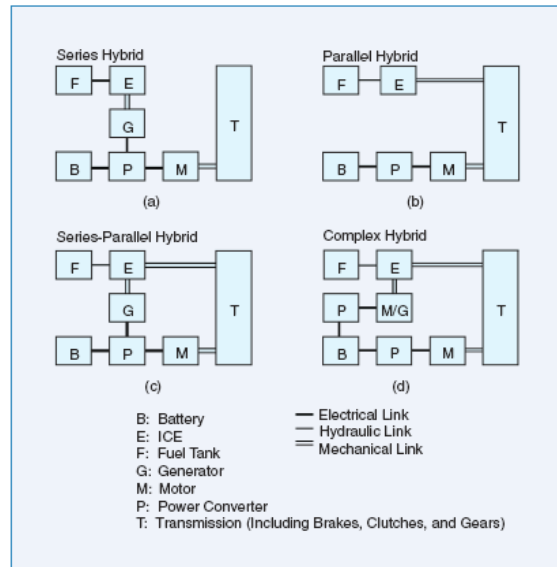 Series Hybrid
F E
G T
B P M
(a)
Parallel Hybrid
F E
T
B P M
(b)
Series-Parallel Hybrid
F E
G T
B P M
(c)
Complex Hybrid
F E
P M/G T
B P M
(d)
B: Battery
E: ICE
F: Fuel Tank
G: Generator
M: Motor
P: Power Converter
T: Transmission (Including Brakes, Clutches, and Gears)
Electrical Link
Hydraulic Link
Mechanical Link